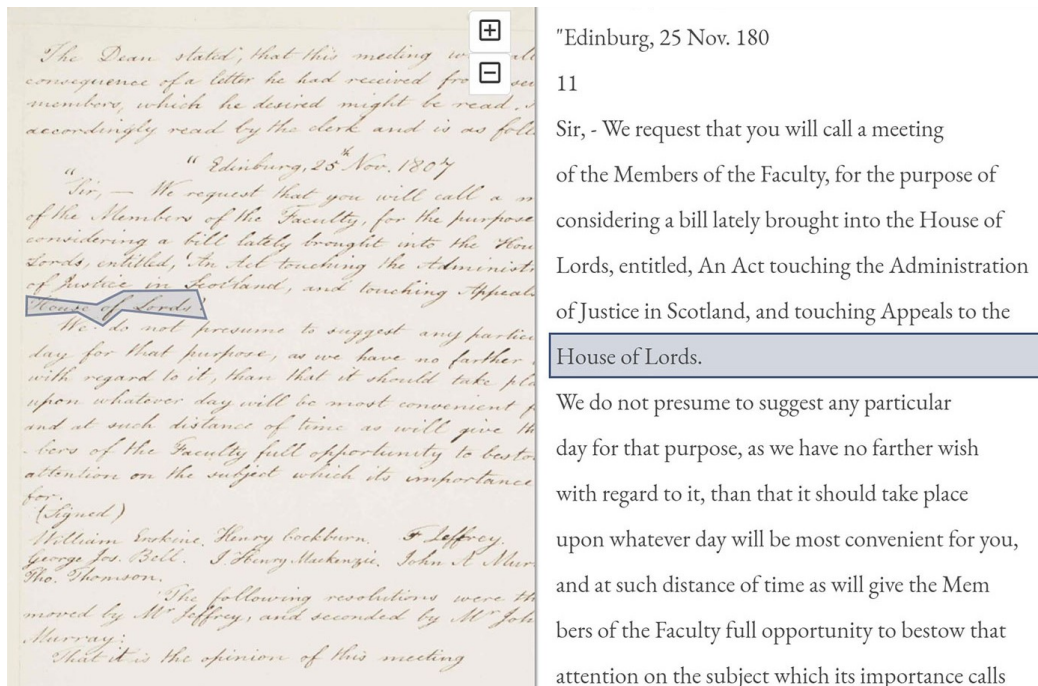 The Dean stated, that this meeting w
consequence of a letter he had received fro
members, which he desired might be read.
accordingly read by the clerk and is as foll
"Edinburg, 25th Nov. 1807
"Sir, — We request that you will call a m
of the Members of the Faculty, for the purpose
considering a bill lately brought into the Hou
Lords, entitled, 'An Act touching the Administr
of Justice in Scotland, and touching Appeals
House of Lords.'
We do not presume to suggest any partic
day for that purpose, as we have no farther
with regard to it, than that it should take pla
upon whatever day will be most convenient f
and at such distance of time as will give th
-bers of the Faculty full opportunity to besto
attention on the subject which its importance
for.
(Signed)
William Erskine. Henry Cockburn. F Jeffrey.
George Jos. Bell. J. Henry Mackenzie. John A Mur
Tho. Thomson.
The following resolutions were th
moved by Mr Jeffrey, and seconded by Mr Joh
Murray:
That it is the opinion of this meeting
"Edinburg, 25 Nov. 180
11
Sir, - We request that you will call a meeting
of the Members of the Faculty, for the purpose of
considering a bill lately brought into the House of
Lords, entitled, An Act touching the Administration
of Justice in Scotland, and touching Appeals to the
House of Lords.
We do not presume to suggest any particular
day for that purpose, as we have no farther wish
with regard to it, than that it should take place
upon whatever day will be most convenient for you,
and at such distance of time as will give the Mem
bers of the Faculty full opportunity to bestow that
attention on the subject which its importance calls